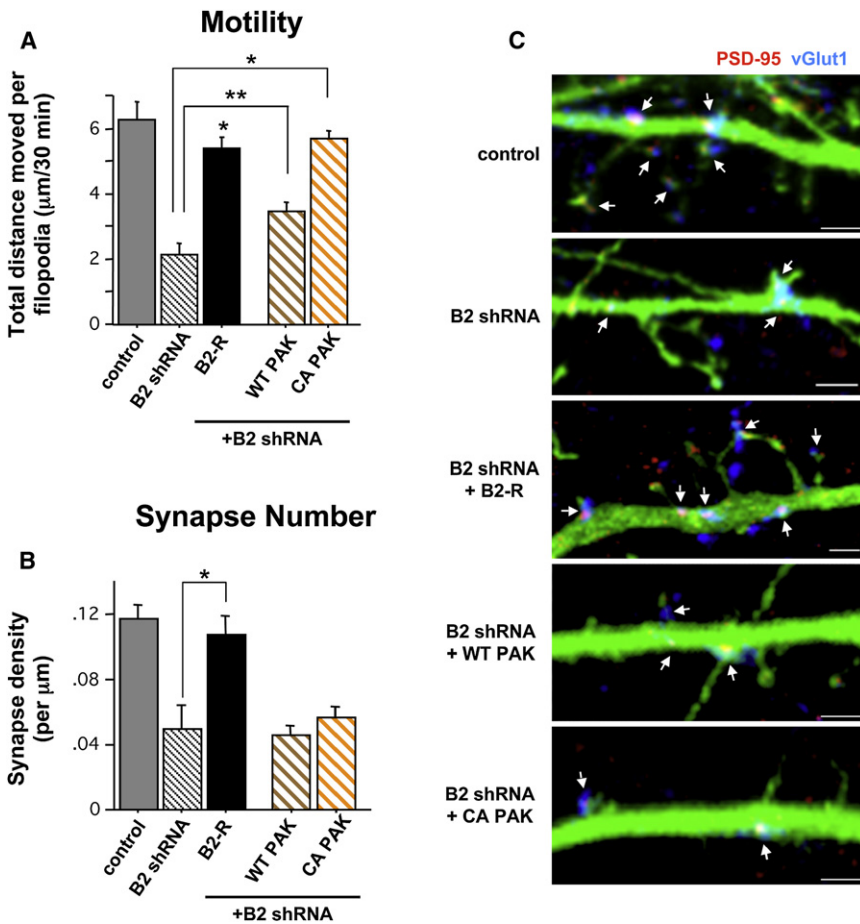 A
Motility
Total distance moved per
filopodia (μm/30 min)
6
4
2
0
*
**
*
control
B2 shRNA
B2-R
WT PAK
CA PAK
+B2 shRNA
B
Synapse Number
Synapse density
(per μm)
.12
.08
.04
0
*
control
B2 shRNA
B2-R
WT PAK
CA PAK
+B2 shRNA
C
PSD-95 vGlut1
control
B2 shRNA
B2 shRNA
+ B2-R
B2 shRNA
+ WT PAK
B2 shRNA
+ CA PAK